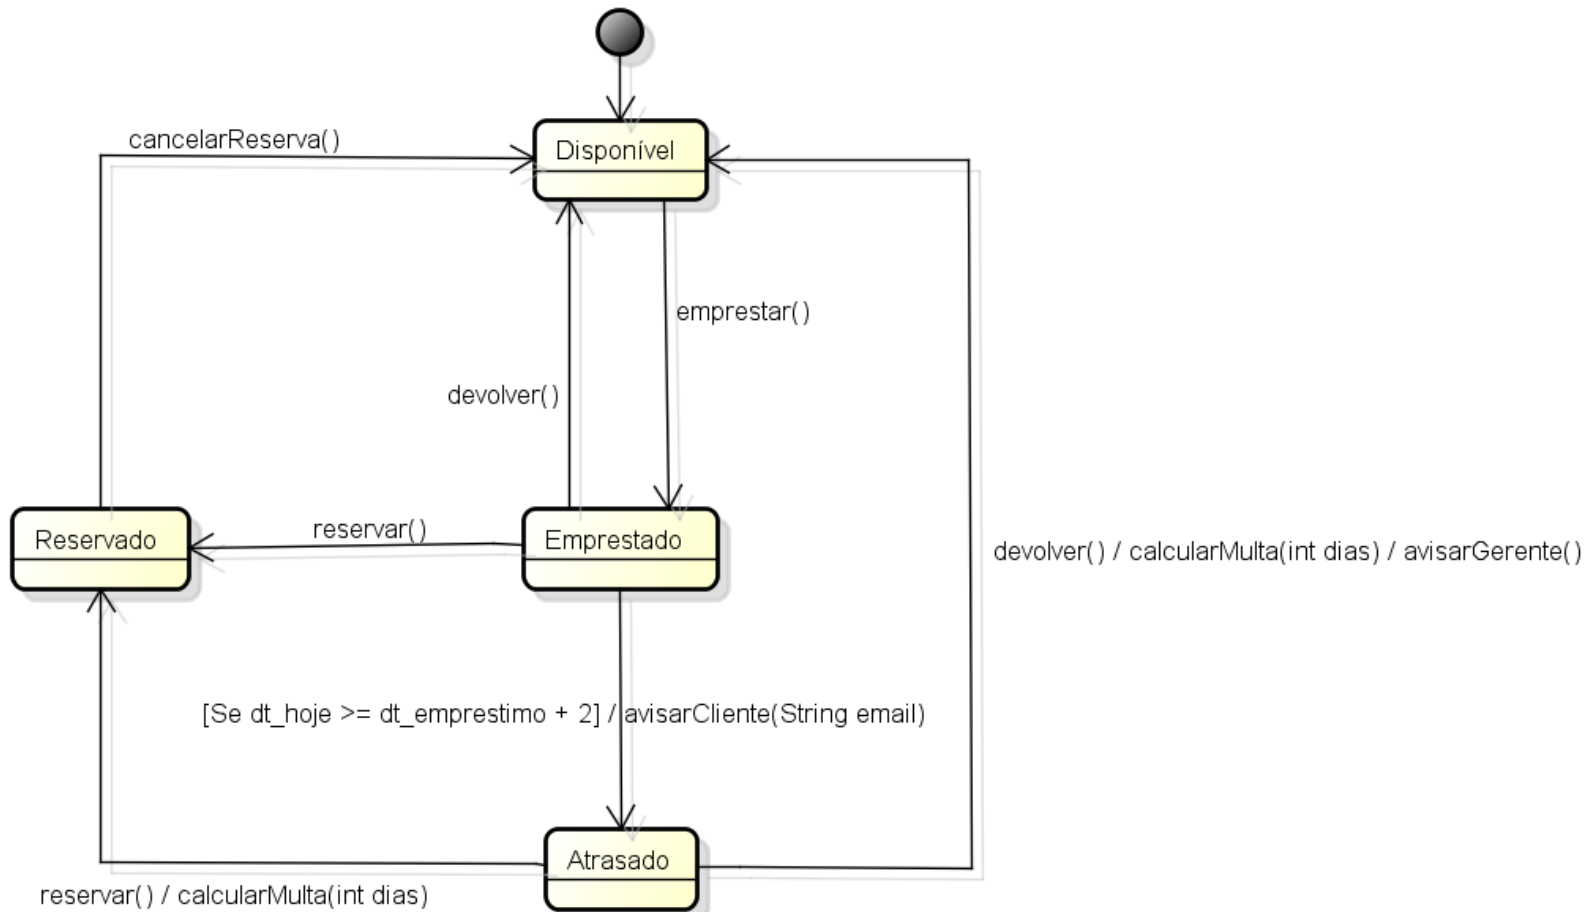 cancelarReserva()
Disponível
emprestar()
devolver()
Reservado
reservar()
Emprestado
devolver() / calcularMulta(int dias) / avisarGerente()
[Se dt_hoje >= dt_emprestimo + 2] / avisarCliente(String email)
Atrasado
reservar() / calcularMulta(int dias)